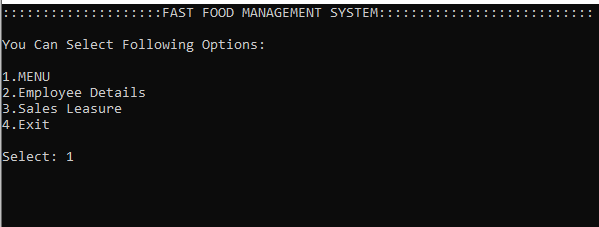 ::::::::::::::::::::FAST FOOD MANAGEMENT SYSTEM:::::::::::::::::::::::::::
You Can Select Following Options:
1.MENU
2.Employee Details
3.Sales Leasure
4.Exit
Select: 1